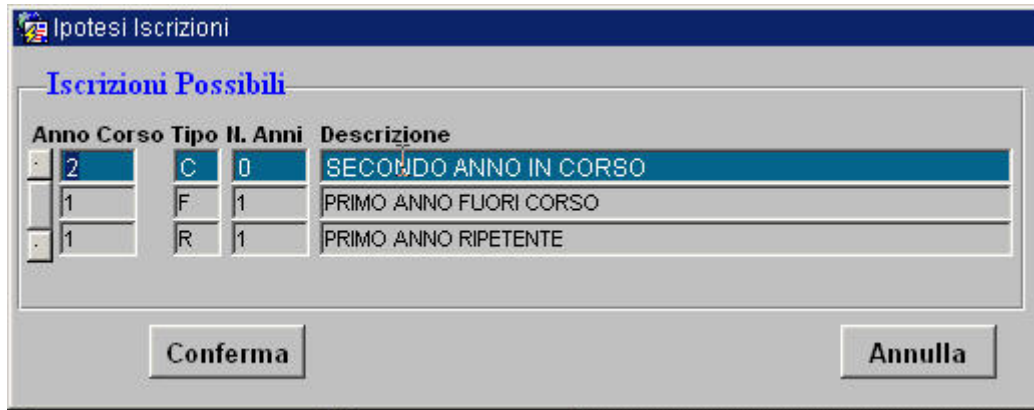 Ipotesi Iscrizioni
Iscrizioni Possibili
Anno Corso Tipo N. Anni Descrizione
2 C 0 SECONDO ANNO IN CORSO
1 F 1 PRIMO ANNO FUORI CORSO
1 R 1 PRIMO ANNO RIPETENTE
Conferma Annulla